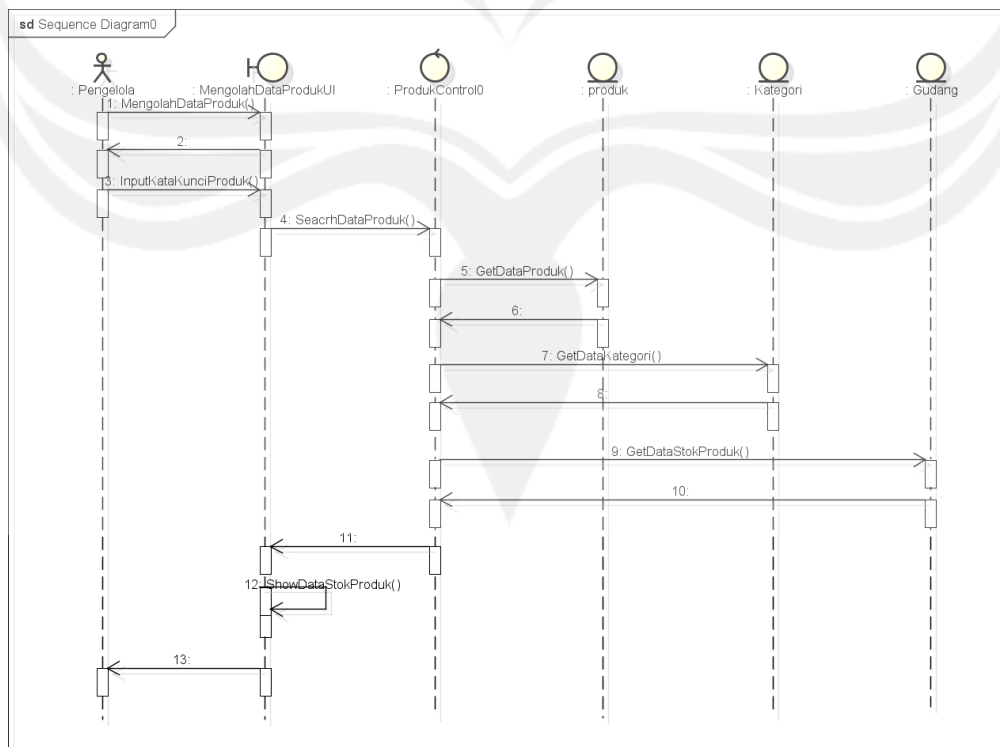 sd Sequence Diagram0
: Pengelola
: MengolahDataProdukUI
: ProdukControl0
: produk
: Kategori
: Gudang
1: MengolahDataProduk()
2:
3: InputKataKunciProduk()
4: SeacrhDataProduk()
5: GetDataProduk()
6:
7: GetDataKategori()
8:
9: GetDataStokProduk()
10:
11:
12: ShowDataStokProduk()
13: